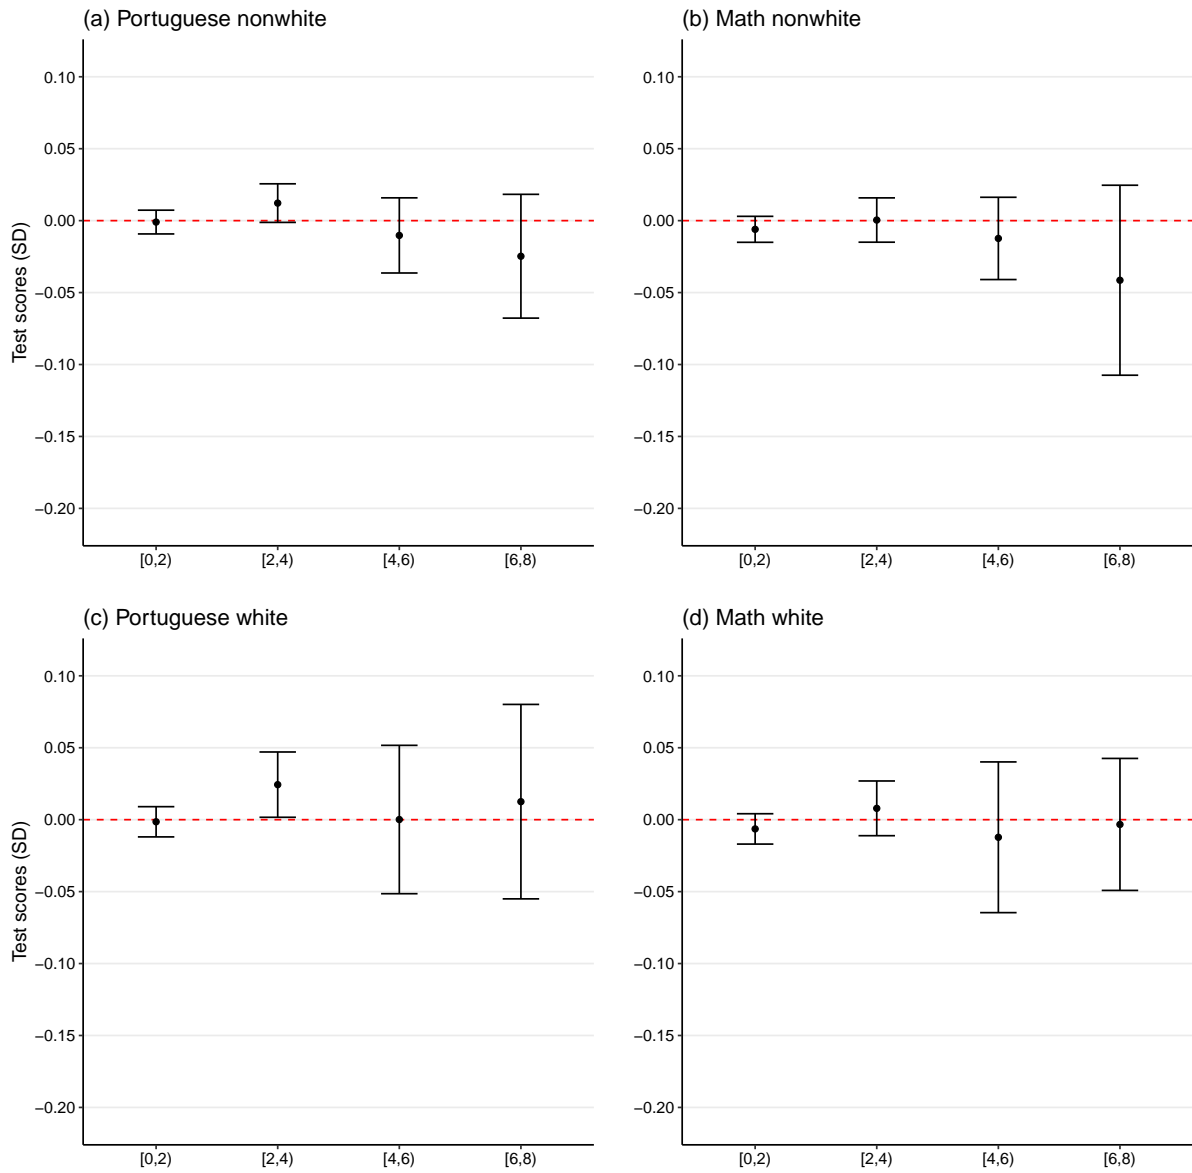 (a) Portuguese nonwhite
Test scores (SD)
0.10
0.05
0.00
−0.05
−0.10
−0.15
−0.20
[0,2) [2,4) [4,6) [6,8)
(b) Math nonwhite
0.10
0.05
0.00
−0.05
−0.10
−0.15
−0.20
[0,2) [2,4) [4,6) [6,8)
(c) Portuguese white
Test scores (SD)
0.10
0.05
0.00
−0.05
−0.10
−0.15
−0.20
[0,2) [2,4) [4,6) [6,8)
(d) Math white
0.10
0.05
0.00
−0.05
−0.10
−0.15
−0.20
[0,2) [2,4) [4,6) [6,8)